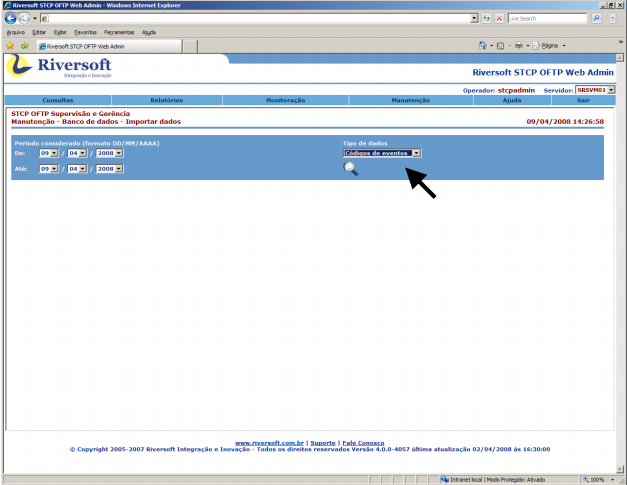 Riversoft STCP OFTP Web Admin - Windows Internet Explorer
Live Search
Arquivo Editar Exibir Favoritos Ferramentas Ajuda
Riversoft STCP OFTP Web Admin
Página
Riversoft
Integração e Inovação
Riversoft STCP OFTP Web Admin
Operador: stcpadmin Servidor: SRSVM01
Consultas Relatórios Monitoração Manutenção Ajuda Sair
STCP OFTP Supervisão e Gerência
Manutenção - Banco de dados - Importar dados 09/04/2008 14:26:58
Período considerado (formato DD/MM/AAAA) Tipo de dados
De: 09 / 04 / 2008 Códigos de eventos
Até: 09 / 04 / 2008
www.riversoft.com.br | Suporte | Fale Conosco
© Copyright 2005-2007 Riversoft Integração e Inovação - Todos os direitos reservados Versão 4.0.0-4057 última atualização 02/04/2008 às 16:30:00
Intranet local | Modo Protegido: Ativado 100%